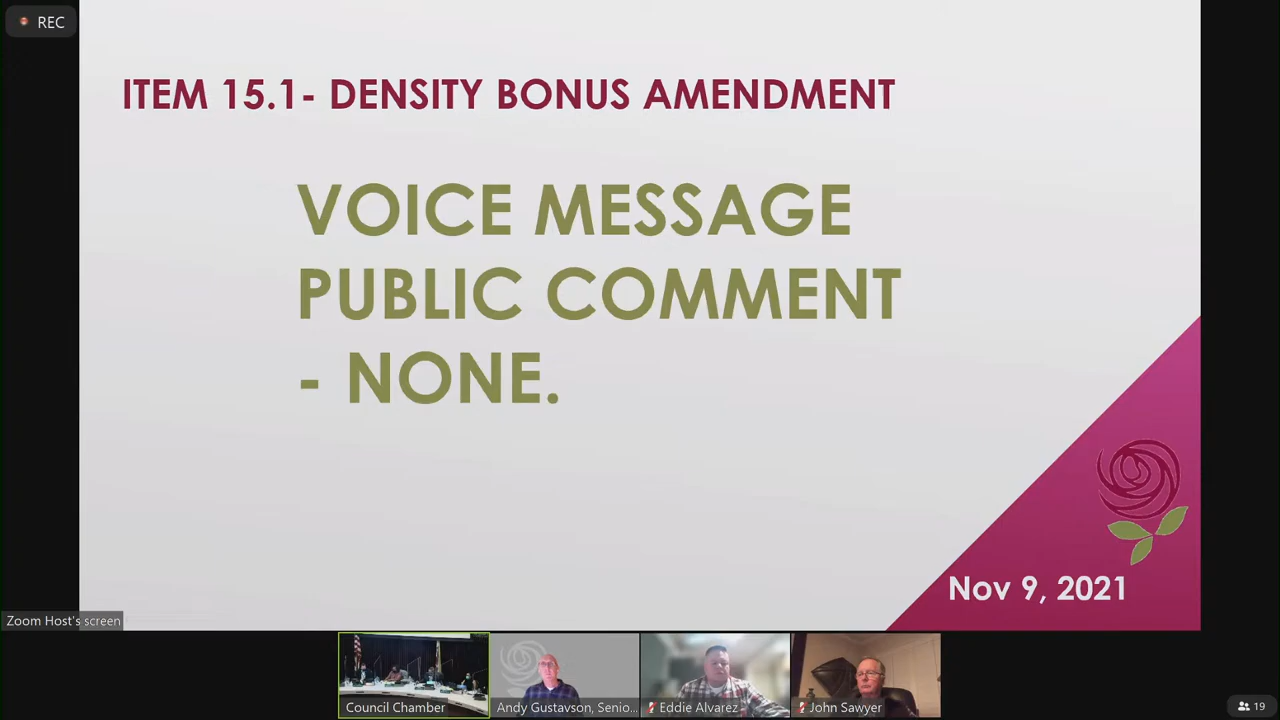 REC
ITEM 15.1- DENSITY BONUS AMENDMENT
VOICE MESSAGE
PUBLIC COMMENT
- NONE.
Nov 9, 2021
Zoom Host's screen
Council Chamber
Andy Gustavson, Senio...
Eddie Alvarez
John Sawyer
19